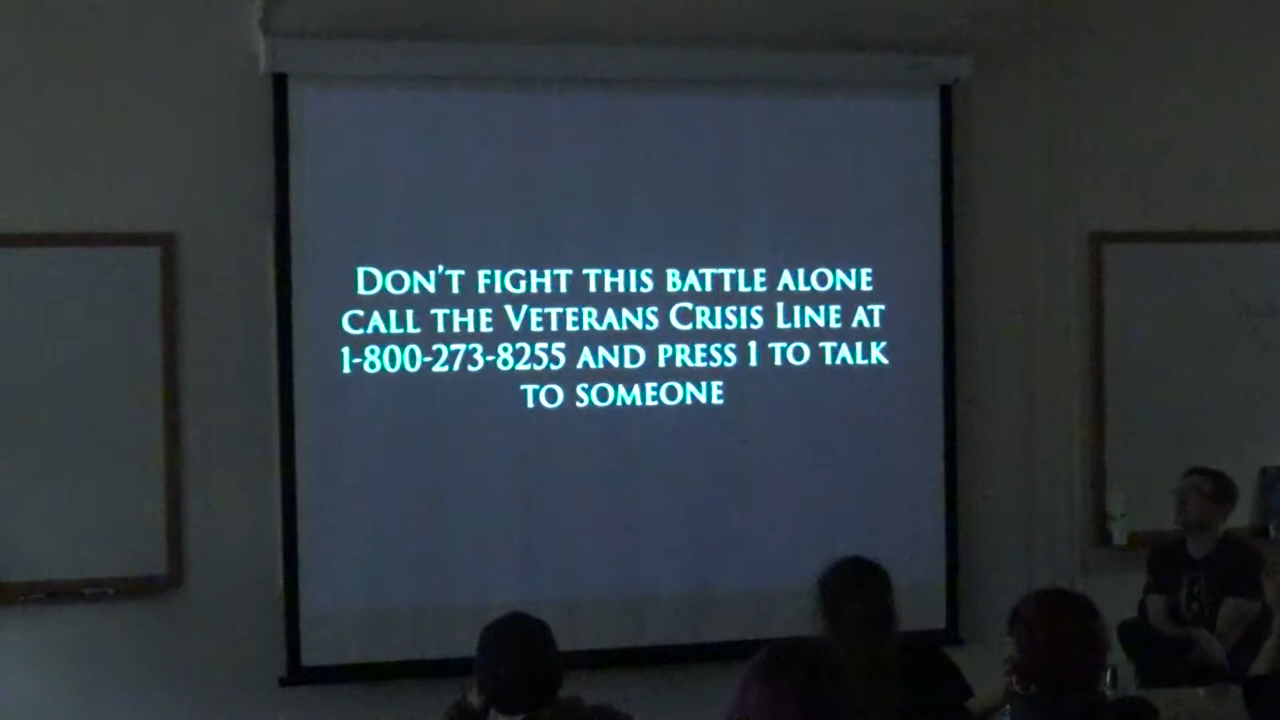 Don't fight this battle alone
call the Veterans Crisis Line at
1-800-273-8255 and press 1 to talk
to someone